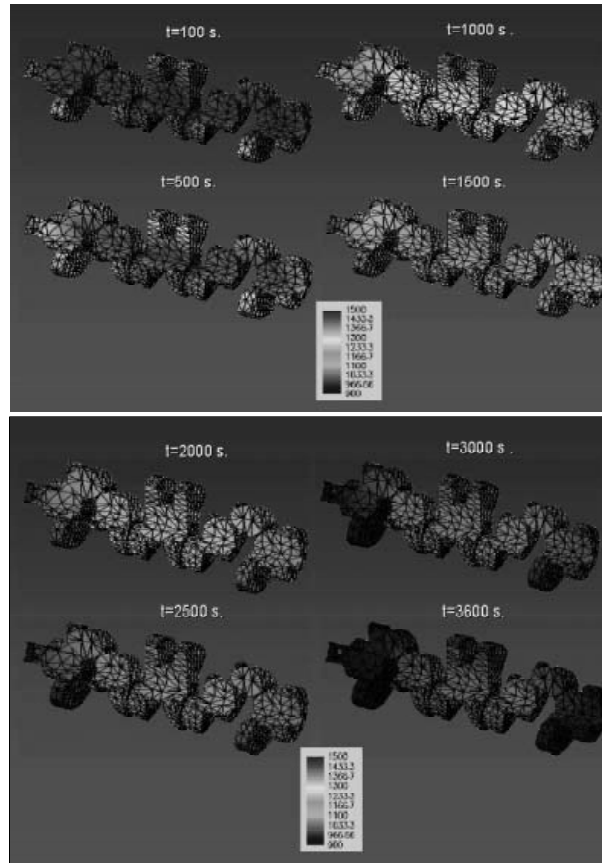 t=100 s.
t=1000 s .
t=500 s.
t=1500 s.
1500
1433.3
1366.7
1300
1233.3
1166.7
1100
1033.3
966.66
900
t=2000 s.
t=3000 s .
t=2500 s.
t=3600 s.
1500
1433.3
1366.7
1300
1233.3
1166.7
1100
1033.3
966.66
900